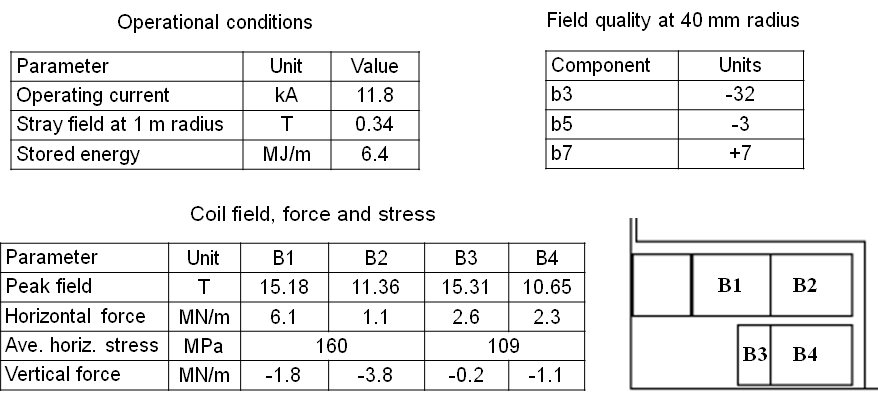 Operational conditions
Parameter Unit Value
Operating current kA 11.8
Stray field at 1 m radius T 0.34
Stored energy MJ/m 6.4
Field quality at 40 mm radius
Component Units
b3 -32
b5 -3
b7 +7
Coil field, force and stress
Parameter Unit B1 B2 B3 B4
Peak field T 15.18 11.36 15.31 10.65
Horizontal force MN/m 6.1 1.1 2.6 2.3
Ave. horiz. stress MPa 160 109
Vertical force MN/m -1.8 -3.8 -0.2 -1.1
B1 B2
B3 B4